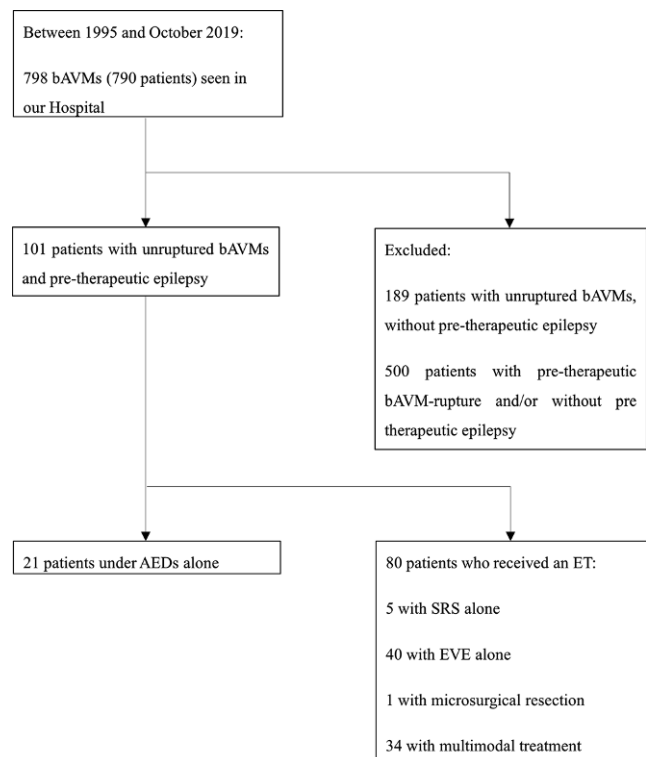 Between 1995 and October 2019:
798 bAVMs (790 patients) seen in
our Hospital
101 patients with unruptured bAVMs
and pre-therapeutic epilepsy
Excluded:
189 patients with unruptured bAVMs,
without pre-therapeutic epilepsy
500 patients with pre-therapeutic
bAVM-rupture and/or without pre
therapeutic epilepsy
21 patients under AEDs alone
80 patients who received an ET:
5 with SRS alone
40 with EVE alone
1 with microsurgical resection
34 with multimodal treatment